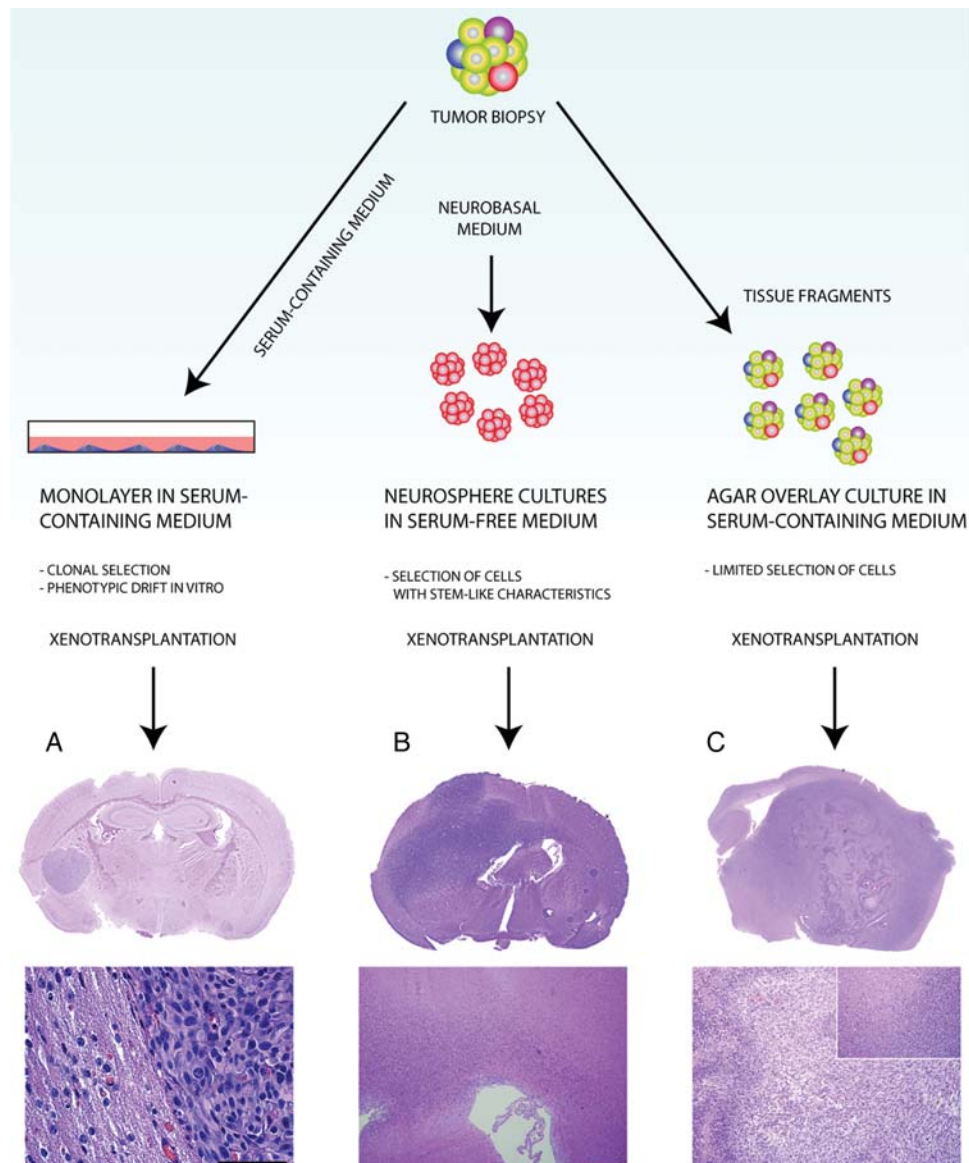 TUMOR BIOPSY
SERUM-CONTAINING MEDIUM
NEUROBASAL
MEDIUM
TISSUE FRAGMENTS
MONOLAYER IN SERUM-
CONTAINING MEDIUM
- CLONAL SELECTION
- PHENOTYPIC DRIFT IN VITRO
XENOTRANSPLANTATION
NEUROSPHERE CULTURES
IN SERUM-FREE MEDIUM
- SELECTION OF CELLS
WITH STEM-LIKE CHARACTERISTICS
XENOTRANSPLANTATION
AGAR OVERLAY CULTURE IN
SERUM-CONTAINING MEDIUM
- LIMITED SELECTION OF CELLS
XENOTRANSPLANTATION
A
B
C